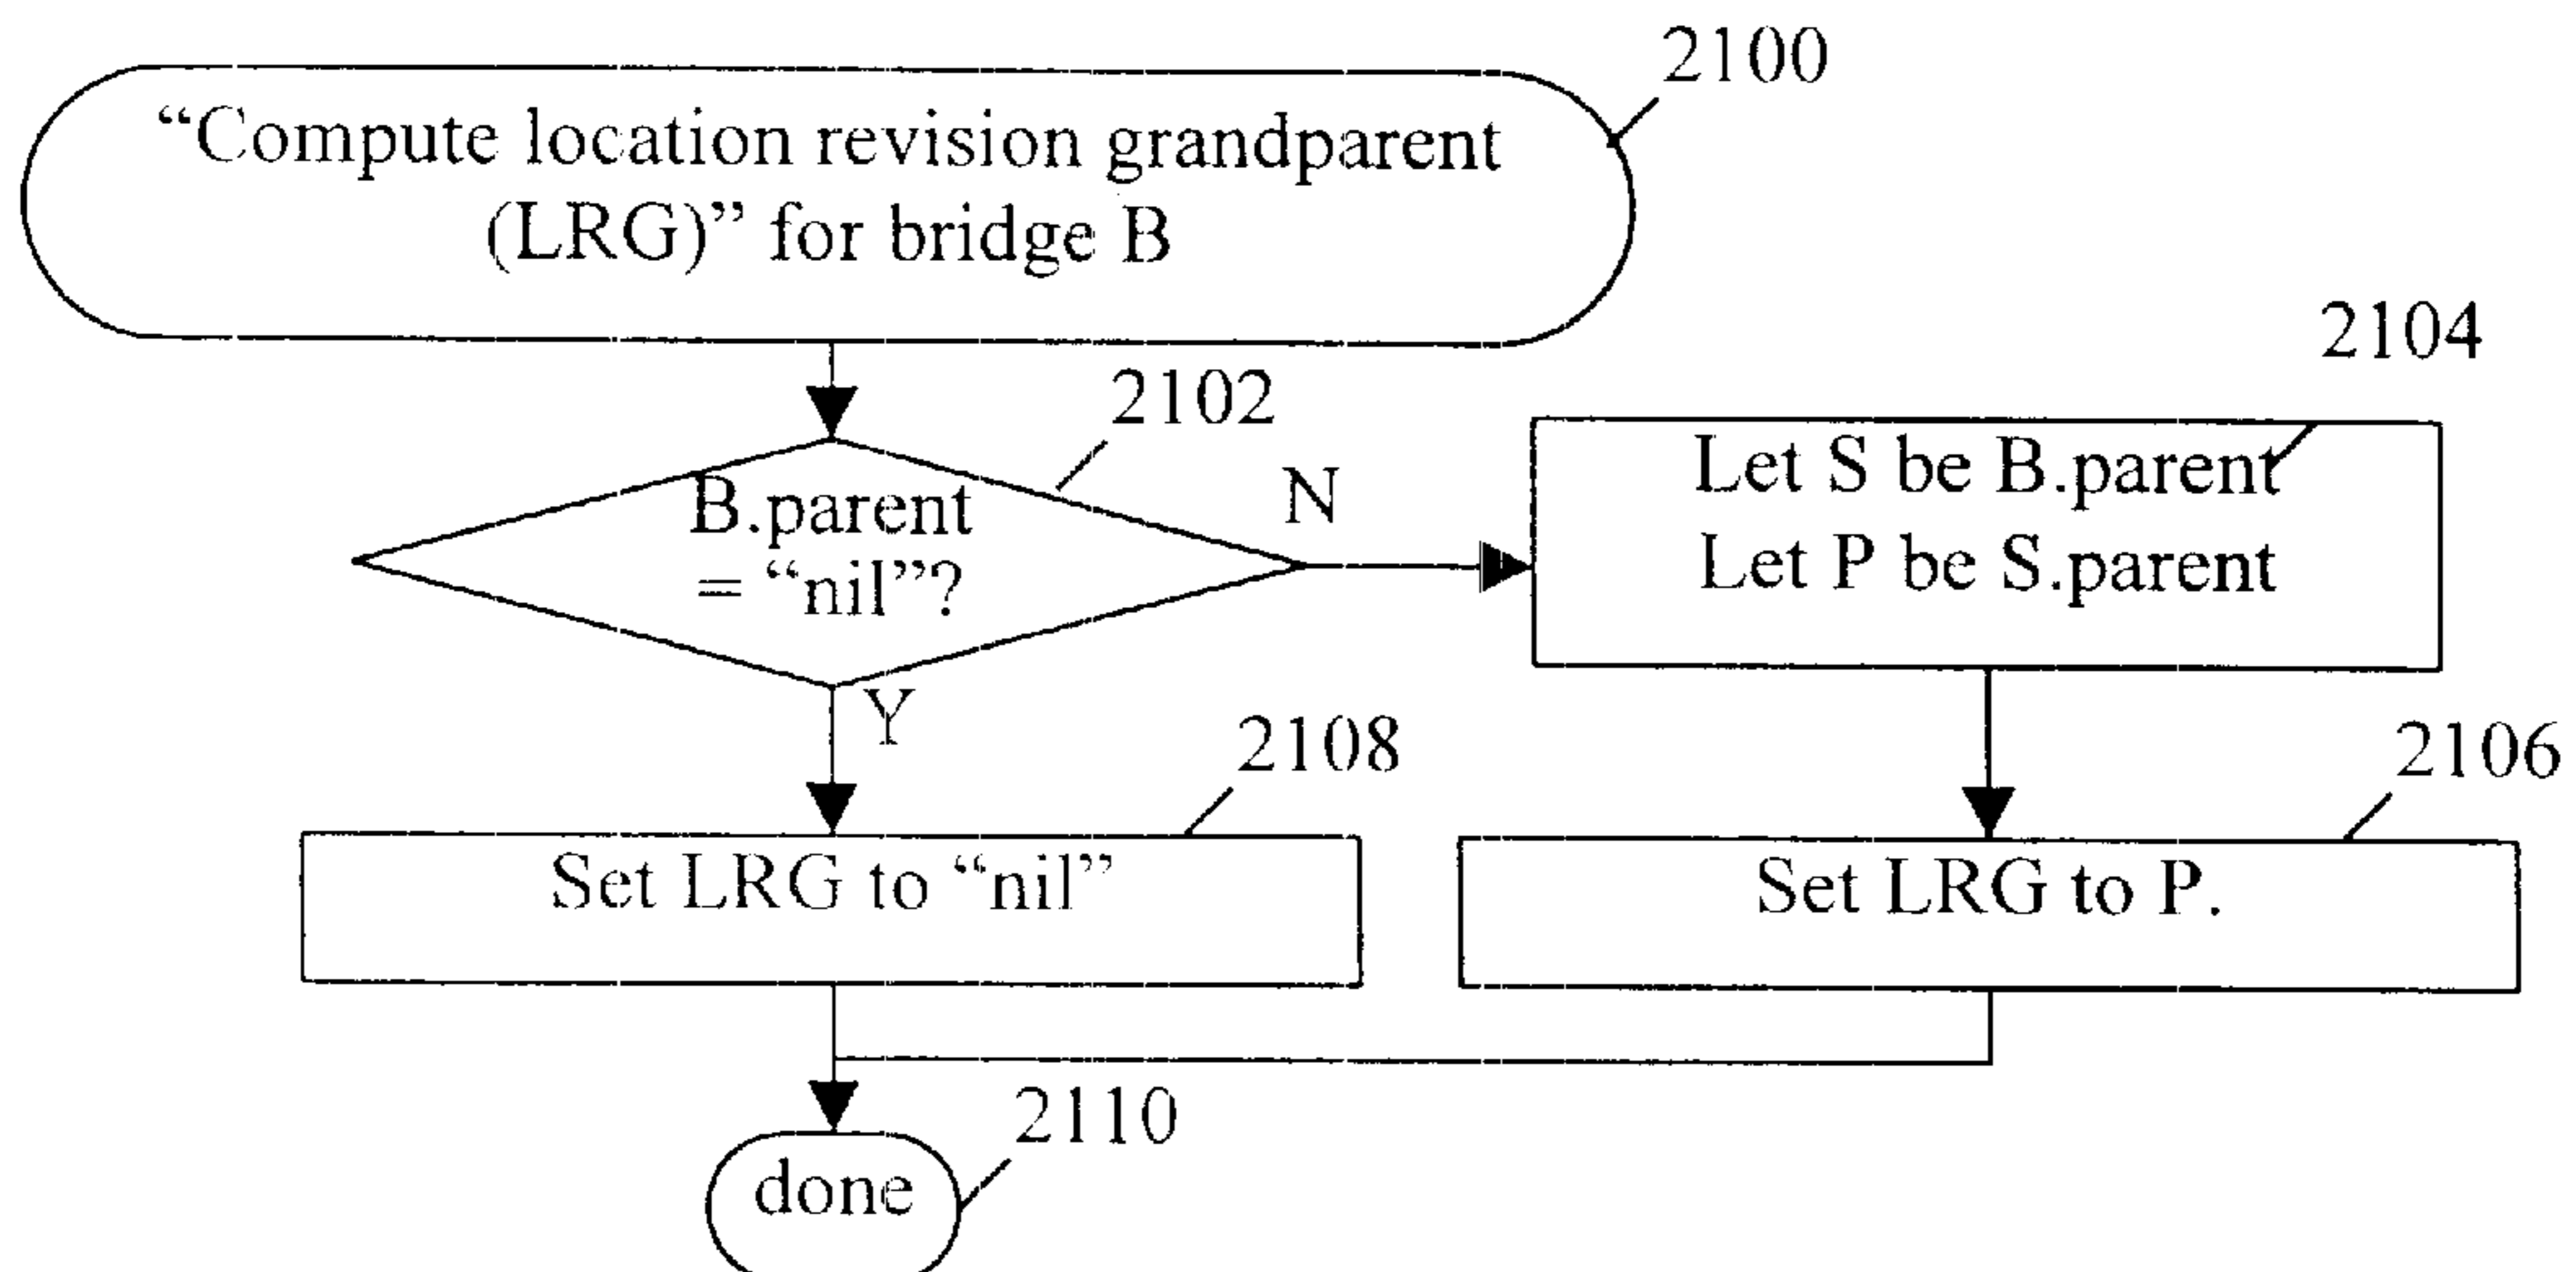 2100
“Compute location revision grandparent
(LRG)” for bridge B
2104
2102
B.parent
= “nil”?
N
Let S be B.parent
Let P be S.parent
Y
2108
2106
Set LRG to “nil”
Set LRG to P.
2110
done